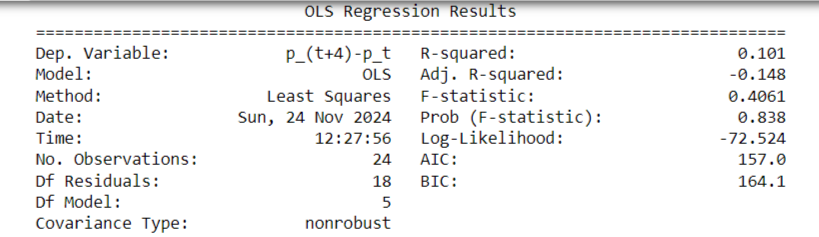 OLS Regression Results
==============================================================================
Dep. Variable: p_(t+4)-p_t R-squared: 0.101
Model: OLS Adj. R-squared: -0.148
Method: Least Squares F-statistic: 0.4061
Date: Sun, 24 Nov 2024 Prob (F-statistic): 0.838
Time: 12:27:56 Log-Likelihood: -72.524
No. Observations: 24 AIC: 157.0
Df Residuals: 18 BIC: 164.1
Df Model: 5
Covariance Type: nonrobust